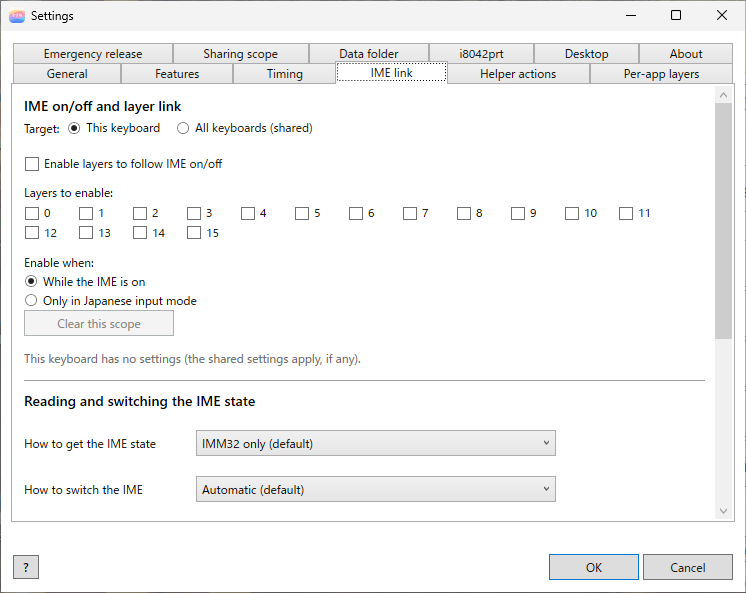 Settings
Emergency release Sharing scope Data folder i8042prt Desktop About
General Features Timing IME link Helper actions Per-app layers
IME on/off and layer link
Target: This keyboard All keyboards (shared)
Enable layers to follow IME on/off
Layers to enable:
0 1 2 3 4 5 6 7 8 9 10 11
12 13 14 15
Enable when:
While the IME is on
Only in Japanese input mode
Clear this scope
This keyboard has no settings (the shared settings apply, if any).
Reading and switching the IME state
How to get the IME state IMM32 only (default)
How to switch the IME Automatic (default)
? OK Cancel